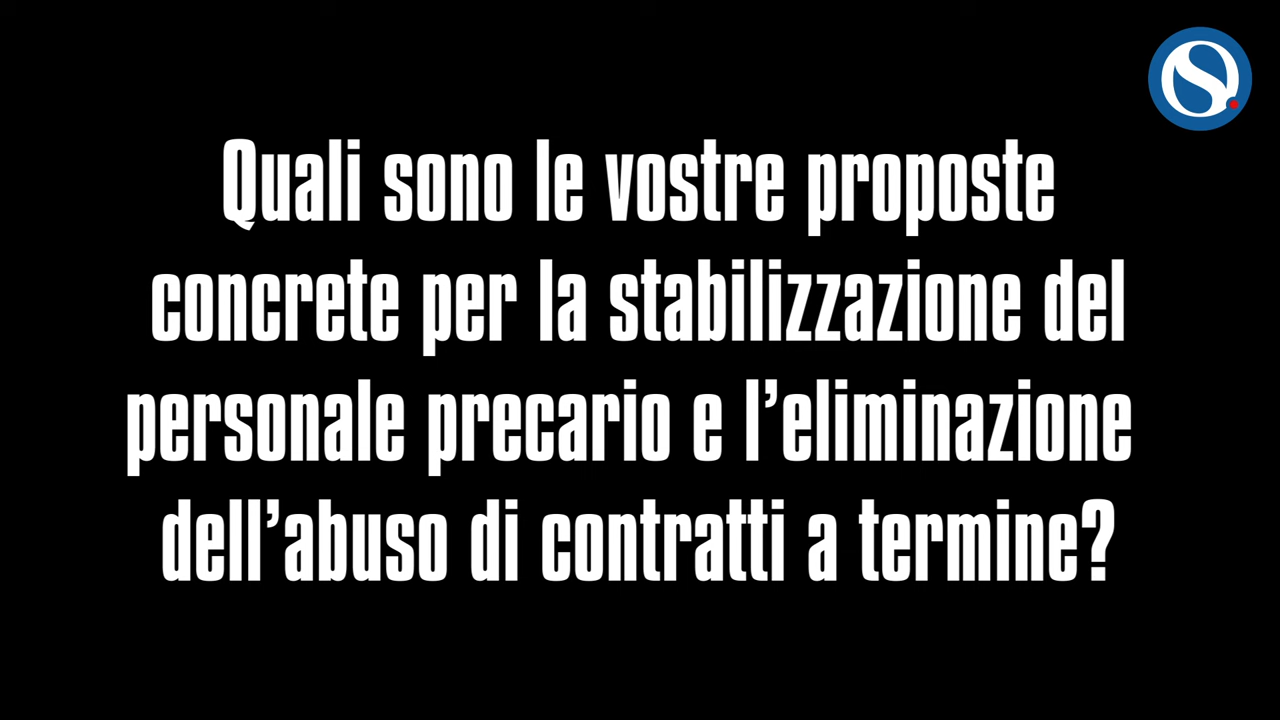 Quali sono le vostre proposte
concrete per la stabilizzazione del
personale precario e l’eliminazione
dell’abuso di contratti a termine?